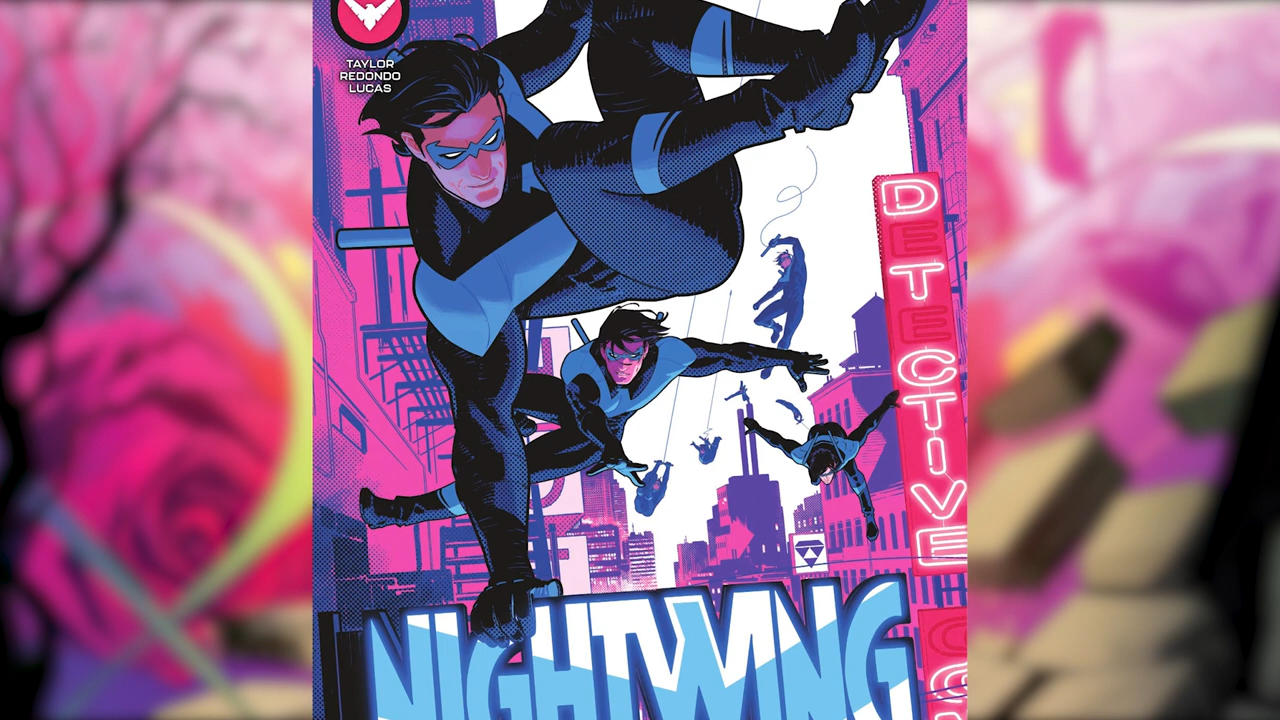 TAYLOR
REDONDO
LUCAS
DETECTIVE
NIGHTWING